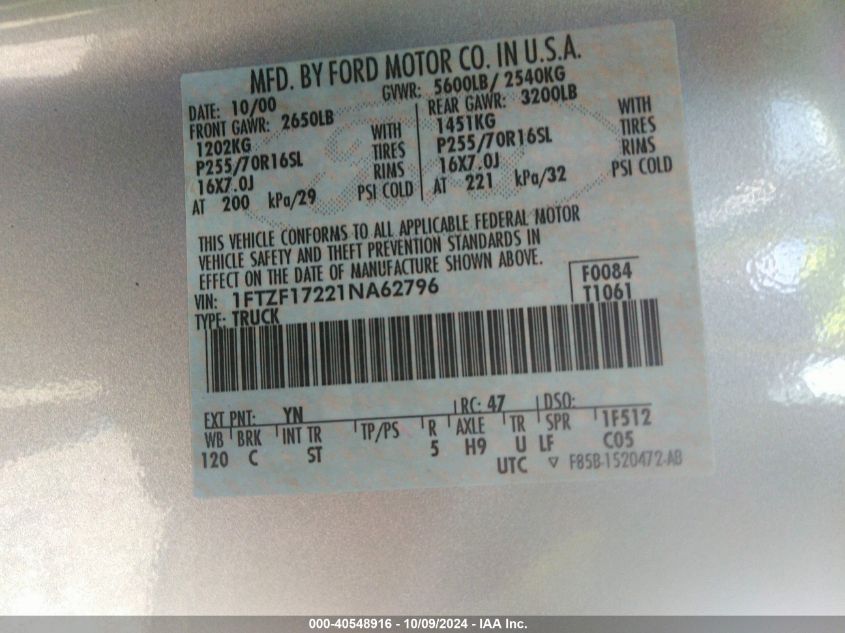 MFD. BY FORD MOTOR CO. IN U.S.A.
DATE: 10/00 GVWR: 5600LB/ 2540KG
FRONT GAWR: 2650LB REAR GAWR: 3200LB
1202KG WITH 1451KG WITH
P255/70R16SL TIRES P255/70R16SL TIRES
16X7.0J RIMS 16X7.0J RIMS
AT 200 kPa/29 PSI COLD AT 221 kPa/32 PSI COLD
THIS VEHICLE CONFORMS TO ALL APPLICABLE FEDERAL MOTOR
VEHICLE SAFETY AND THEFT PREVENTION STANDARDS IN
EFFECT ON THE DATE OF MANUFACTURE SHOWN ABOVE.
VIN: 1FTZF17221NA62796 F0084
TYPE: TRUCK T1061
EXT PNT: YN RC: 47 DSO:
WB BRK INT TR TP/PS R AXLE TR SPR 1F512
120 C ST 5 H9 U LF C05
UTC ▽ F85B-1520472-AB
000-40548916 - 10/09/2024 - IAA Inc.